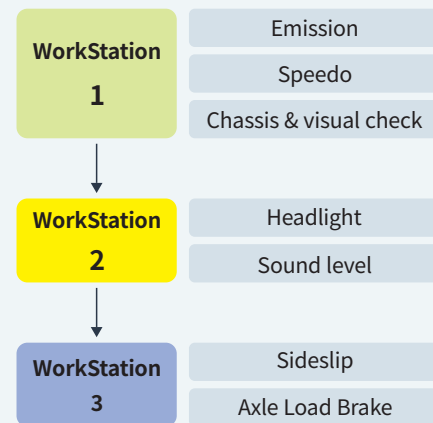 WorkStation
1
Emission
Speedo
Chassis & visual check
WorkStation
2
Headlight
Sound level
WorkStation
3
Sideslip
Axle Load Brake